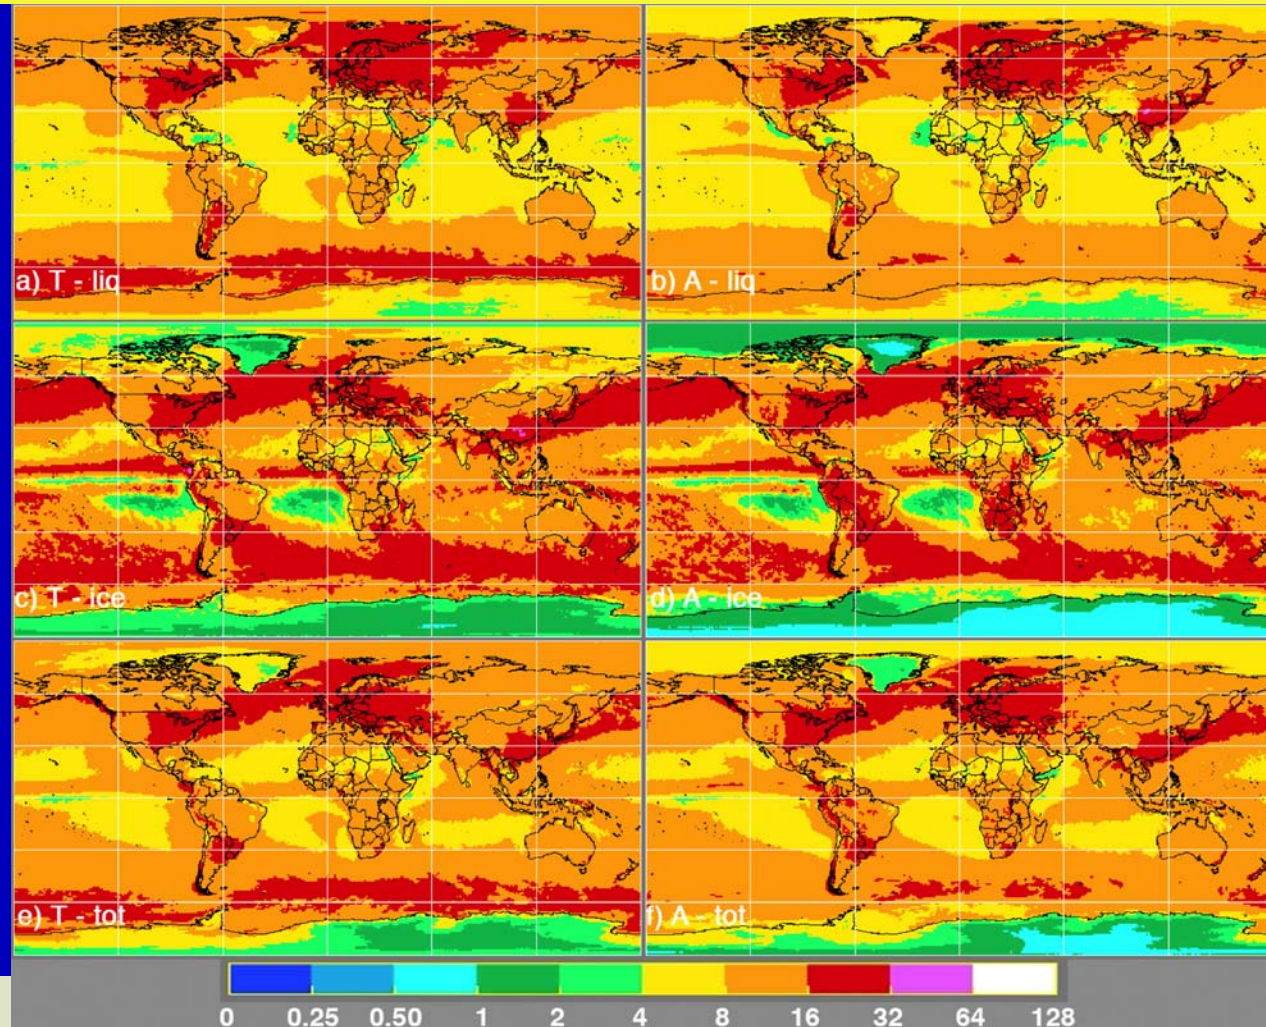 a) T - liq
b) A - liq
c) T - ice
d) A - ice
e) T - tot
f) A - tot
0 0.25 0.50 1 2 4 8 16 32 64 128